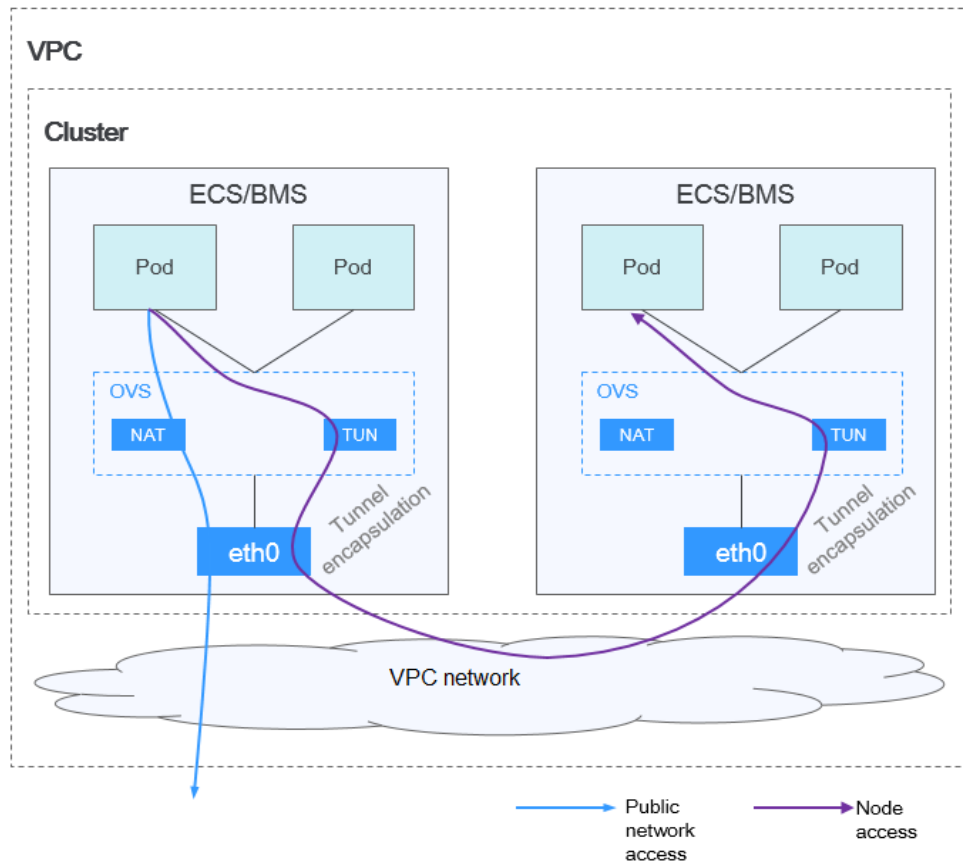 VPC
Cluster
ECS/BMS
Pod
Pod
OVS
NAT
TUN
Tunnel
encapsulation
eth0
ECS/BMS
Pod
Pod
OVS
NAT
TUN
Tunnel
encapsulation
eth0
VPC network
Public
network
access
Node
access